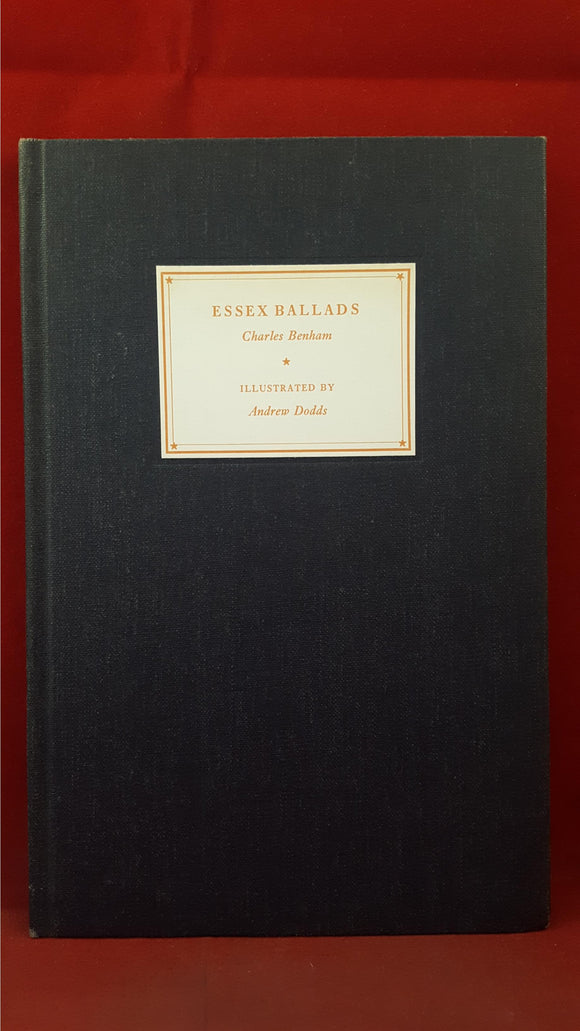 ESSEX BALLADS
Charles Benham
ILLUSTRATED BY
Andrew Dodds